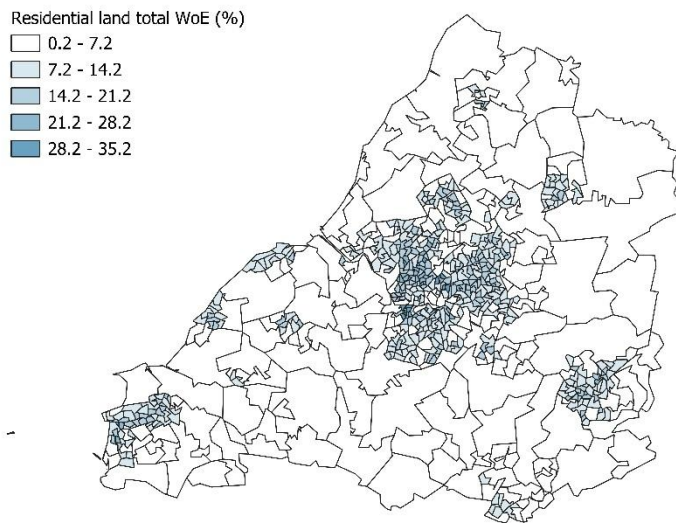 Residential land total WoE (%)
0.2 - 7.2
7.2 - 14.2
14.2 - 21.2
21.2 - 28.2
28.2 - 35.2